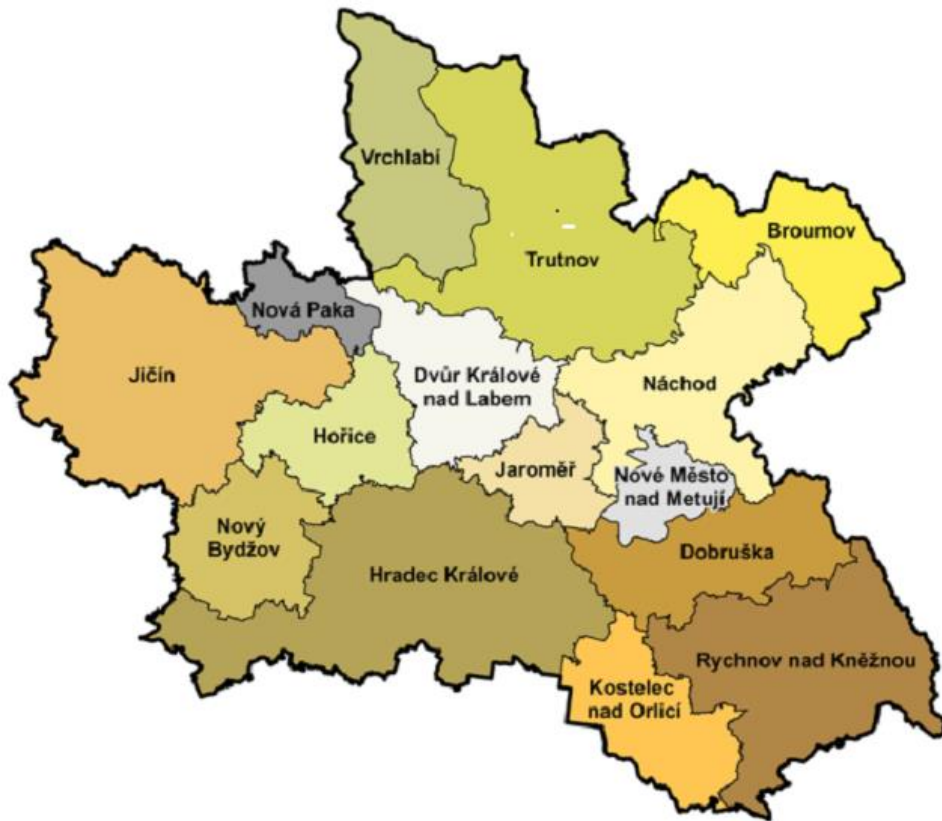 Vrchlabí
Trutnov
Broumov
Nová Paka
Jičín
Dvůr Králové
nad Labem
Náchod
Hořice
Jaroměř
Nové Město
nad Metují
Nový
Bydžov
Hradec Králové
Dobruška
Rychnov nad Kněžnou
Kostelec
nad Orlicí